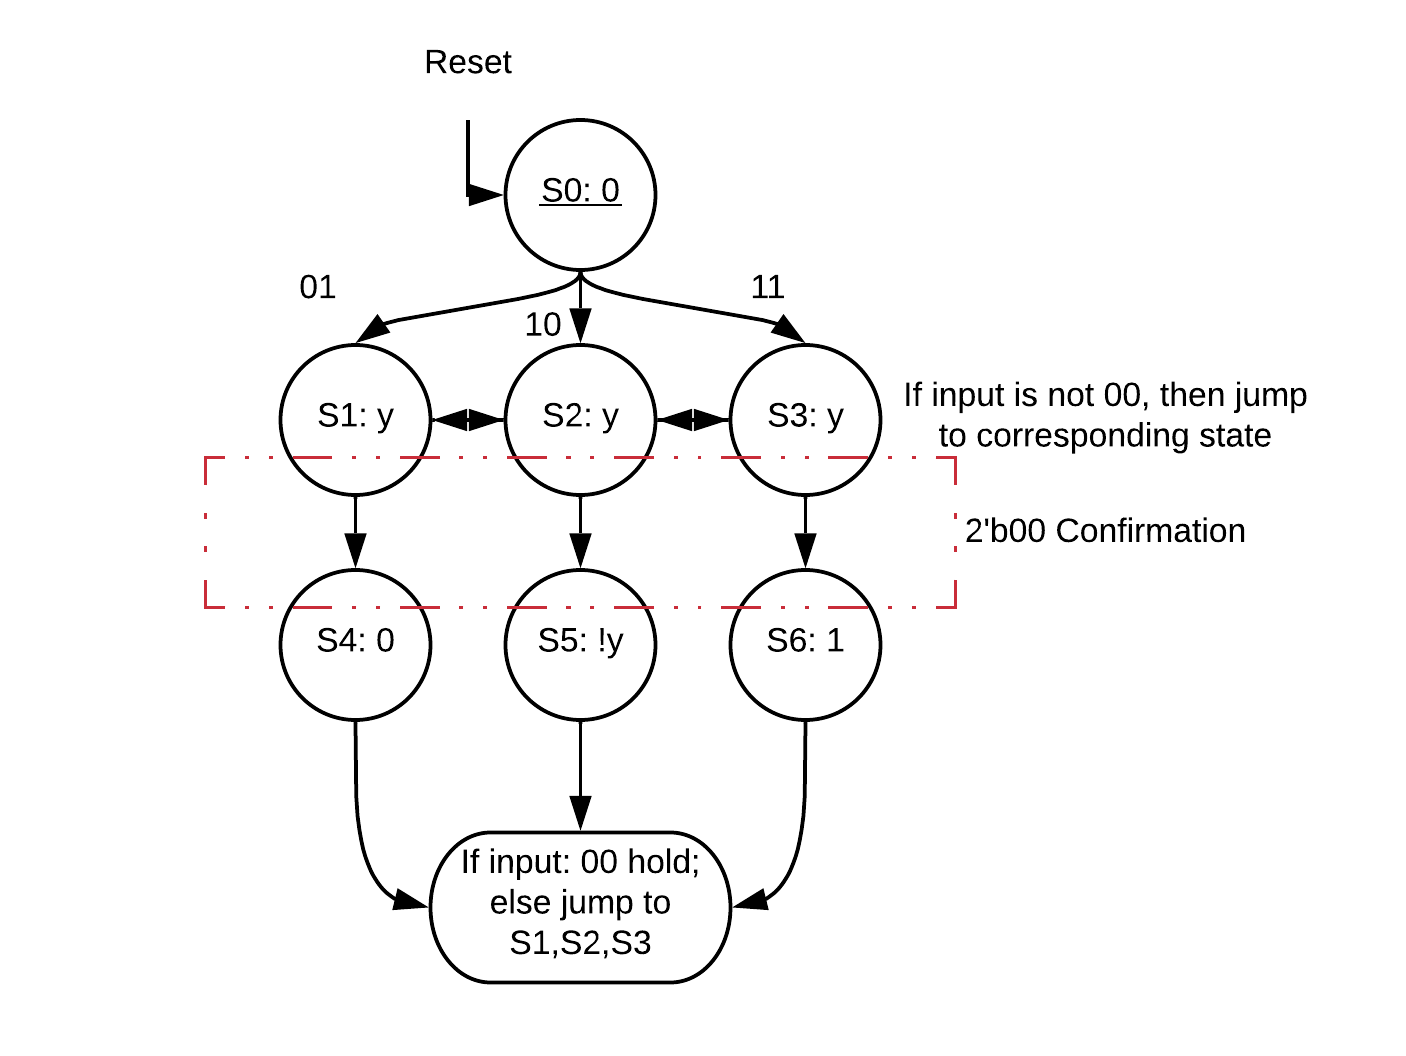 Reset
S0: 0
01
11
10
S1: y
S2: y
S3: y
If input is not 00, then jump
to corresponding state
2'b00 Confirmation
S4: 0
S5: !y
S6: 1
If input: 00 hold;
else jump to
S1,S2,S3